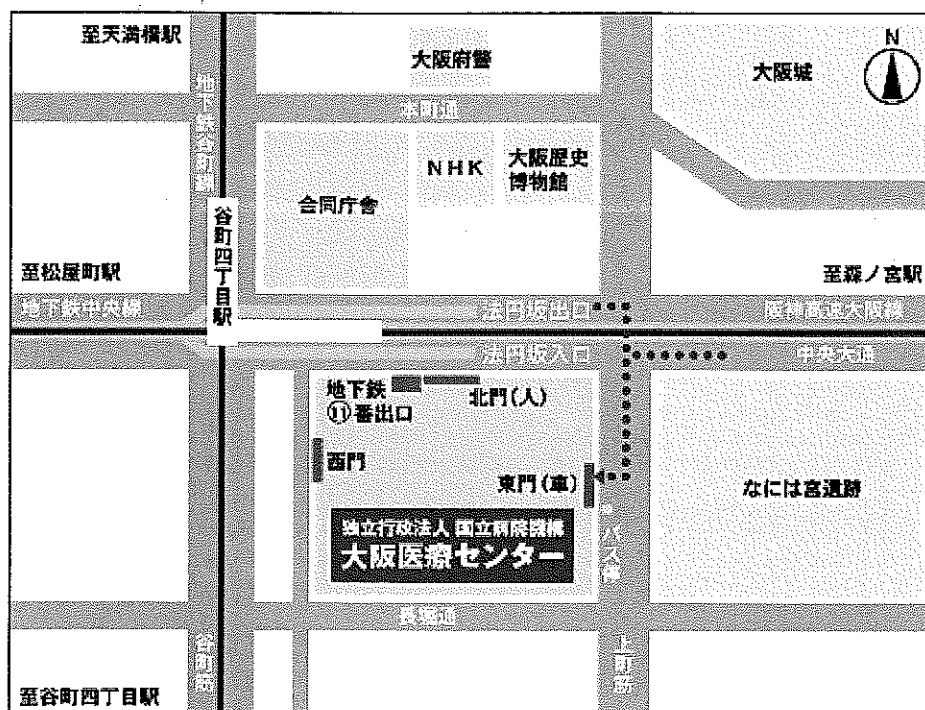 至天満橋駅
大阪府警
大阪城
N
地下鉄谷町線
本町通
NHK
大阪歴史
博物館
合同庁舎
谷町四丁目駅
至松屋町駅
至森ノ宮駅
地下鉄中央線
法円坂出口
阪神高速大阪線
法円坂入口
中央大通
地下鉄
⑪番出口
北門(人)
西門
東門(車)
なには宮遺跡
独立行政法人 国立病院機構
大阪医療センター
バス停
長堀通
谷町筋
上町筋
至谷町四丁目駅